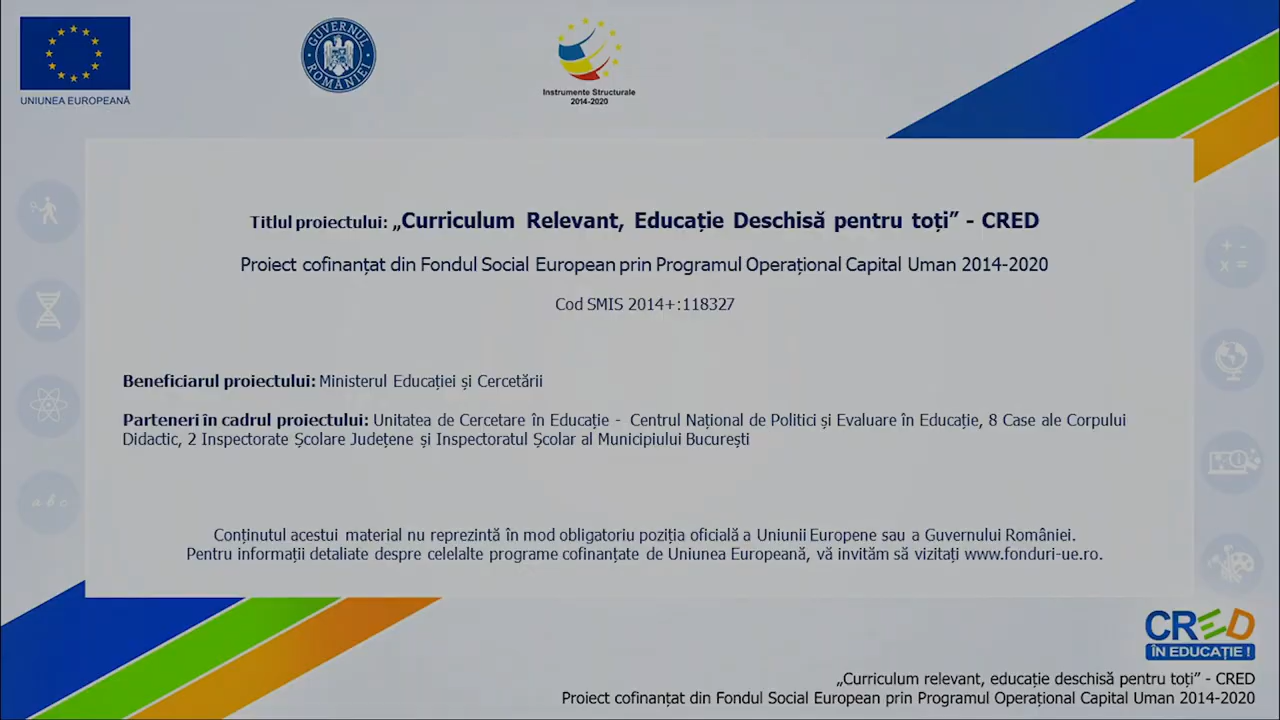 UNIUNEA EUROPEANĂ
GUVERNUL ROMÂNIEI
Instrumente Structurale
2014-2020
Titlul proiectului: „Curriculum Relevant, Educație Deschisă pentru toți” - CRED
Proiect cofinanțat din Fondul Social European prin Programul Operațional Capital Uman 2014-2020
Cod SMIS 2014+:118327
Beneficiarul proiectului: Ministerul Educației și Cercetării
Parteneri în cadrul proiectului: Unitatea de Cercetare în Educație - Centrul Național de Politici și Evaluare în Educație, 8 Case ale Corpului
Didactic, 2 Inspectorate Școlare Județene și Inspectoratul Școlar al Municipiului București
a b c
Conținutul acestui material nu reprezintă în mod obligatoriu poziția oficială a Uniunii Europene sau a Guvernului României.
Pentru informații detaliate despre celelalte programe cofinanțate de Uniunea Europeană, vă invităm să vizitați www.fonduri-ue.ro.
CRED
ÎN EDUCAȚIE !
„Curriculum relevant, educație deschisă pentru toți” - CRED
Proiect cofinanțat din Fondul Social European prin Programul Operațional Capital Uman 2014-2020